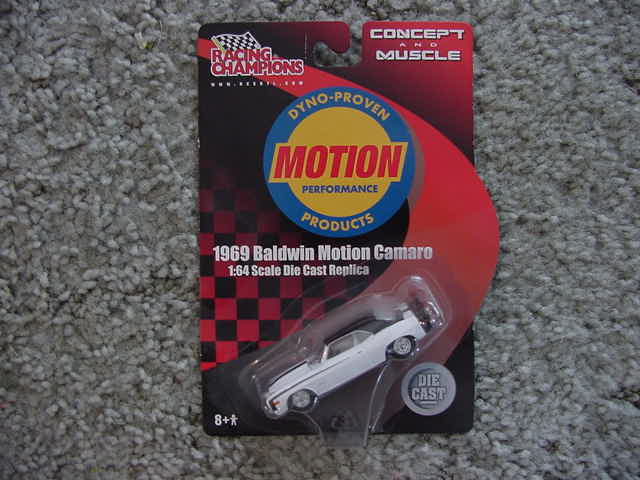 RACING
CHAMPIONS
WWW.RCERTL.COM
CONCEPT
AND
MUSCLE
DYNO-PROVEN
MOTION
PERFORMANCE
PRODUCTS
1969 Baldwin Motion Camaro
1:64 Scale Die Cast Replica
DIE
CAST
8+